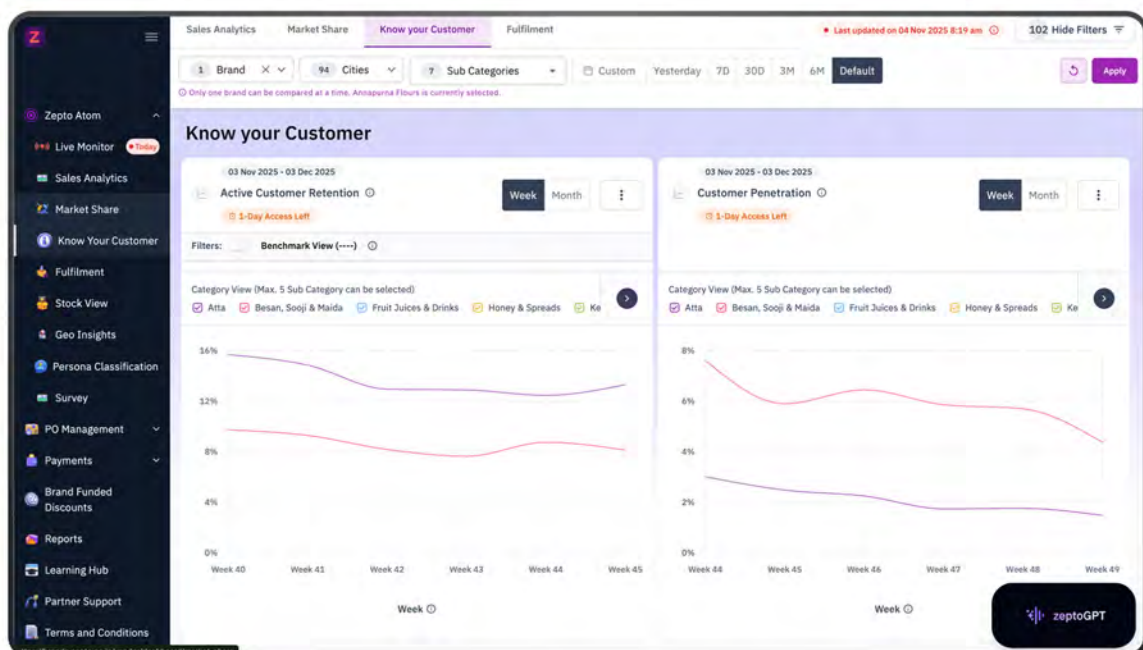 Z
Sales Analytics Market Share Know your Customer Fulfilment
• Last updated on 04 Nov 2025 8:19 am
102 Hide Filters
1 Brand
94 Cities
7 Sub Categories
Custom Yesterday 7D 30D 3M 6M Default
Apply
Only one brand can be compared at a time. Annapurna Flours is currently selected.
Zepto Atom
Live Monitor • Today
Sales Analytics
Market Share
Know Your Customer
Fulfilment
Stock View
Geo Insights
Persona Classification
Survey
PO Management
Payments
Brand Funded
Discounts
Reports
Learning Hub
Partner Support
Terms and Conditions
Know your Customer
03 Nov 2025 - 03 Dec 2025
Active Customer Retention
1-Day Access Left
Week Month
Filters: Benchmark View (----)
Category View (Max. 5 Sub Category can be selected)
Atta Besan, Sooji & Maida Fruit Juices & Drinks Honey & Spreads Ke
16%
12%
8%
4%
0%
Week 40 Week 41 Week 42 Week 43 Week 44 Week 45
Week
03 Nov 2025 - 03 Dec 2025
Customer Penetration
1-Day Access Left
Week Month
Category View (Max. 5 Sub Category can be selected)
Atta Besan, Sooji & Maida Fruit Juices & Drinks Honey & Spreads Ke
8%
6%
4%
2%
0%
Week 44 Week 45 Week 46 Week 47 Week 48 Week 49
Week
zeptoGPT